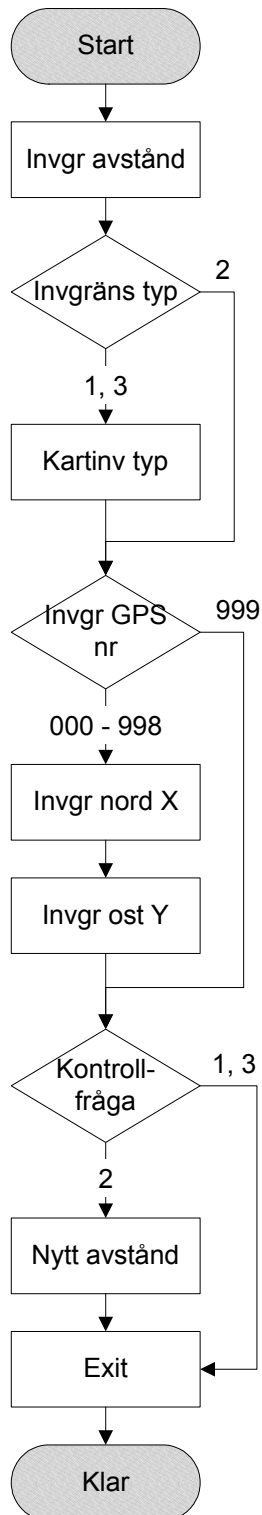 Start
Invgr avstånd
Invgräns typ
2
1, 3
Kartinv typ
Invgr GPS
nr
999
000 - 998
Invgr nord X
Invgr ost Y
Kontroll-
fråga
1, 3
2
Nytt avstånd
Exit
Klar